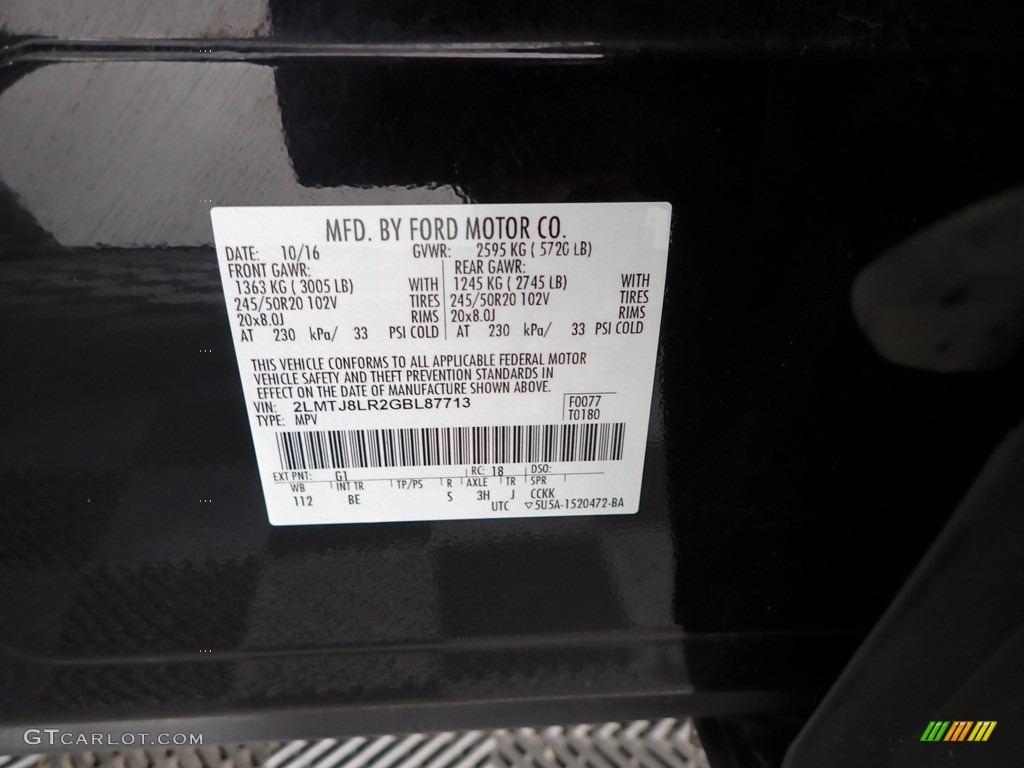 MFD. BY FORD MOTOR CO.
DATE: 10/16 GVWR: 2595 KG ( 5720 LB)
FRONT GAWR: REAR GAWR:
1363 KG ( 3005 LB) WITH 1245 KG ( 2745 LB) WITH
245/50R20 102V TIRES 245/50R20 102V TIRES
20x8.0J RIMS 20x8.0J RIMS
AT 230 kPa/ 33 PSI COLD AT 230 kPa/ 33 PSI COLD
THIS VEHICLE CONFORMS TO ALL APPLICABLE FEDERAL MOTOR
VEHICLE SAFETY AND THEFT PREVENTION STANDARDS IN
EFFECT ON THE DATE OF MANUFACTURE SHOWN ABOVE.
VIN: 2LMTJ8LR2GBL87713 F0077
TYPE: MPV T0180
EXT PNT: G1 RC: 18 DSO:
WB INT TR TP/PS R AXLE TR SPR
112 BE S 3H J CCKK
UTC ▽5U5A-1520472-BA
GTCARLOT.COM